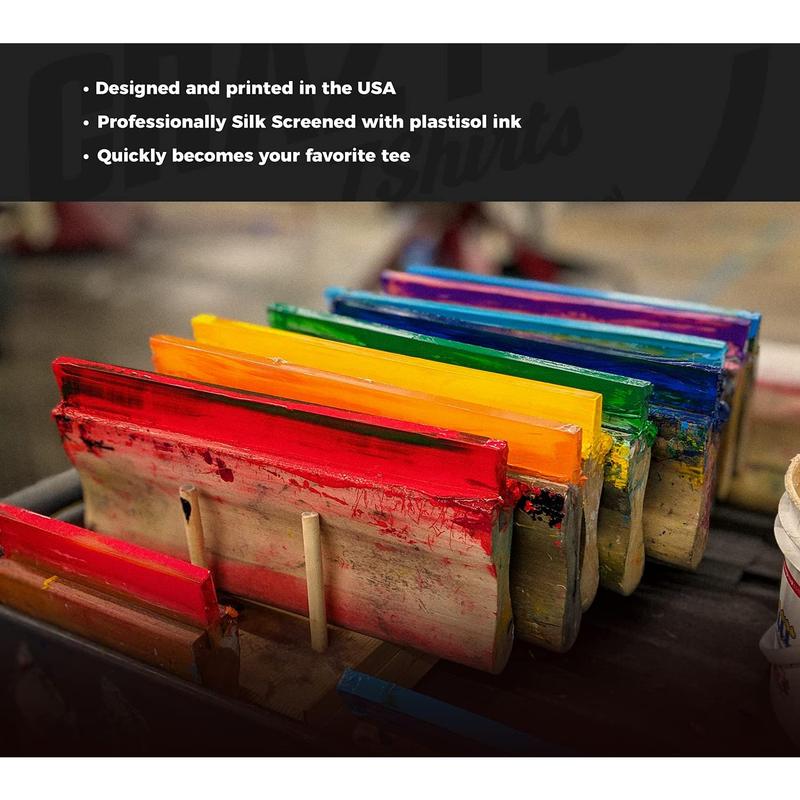 • Designed and printed in the USA
• Professionally Silk Screened with plastisol ink
• Quickly becomes your favorite tee